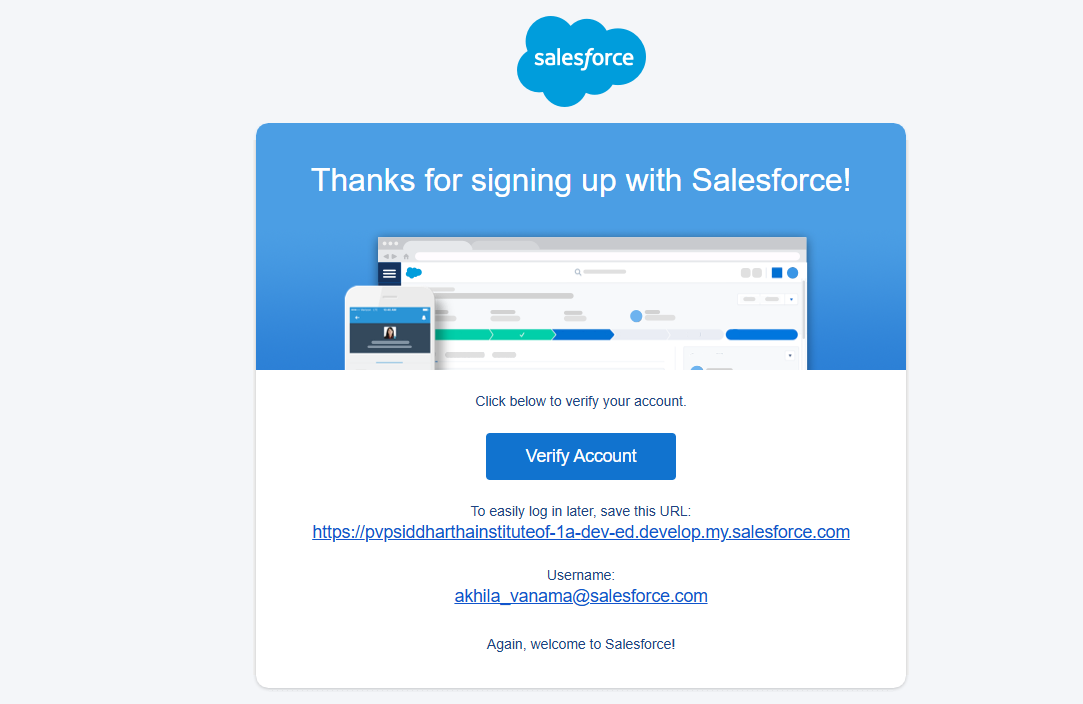 salesforce
Thanks for signing up with Salesforce!
Click below to verify your account.
Verify Account
To easily log in later, save this URL:
https://pvpsiddharthainstituteof-1a-dev-ed.develop.my.salesforce.com
Username:
akhila_vanama@salesforce.com
Again, welcome to Salesforce!